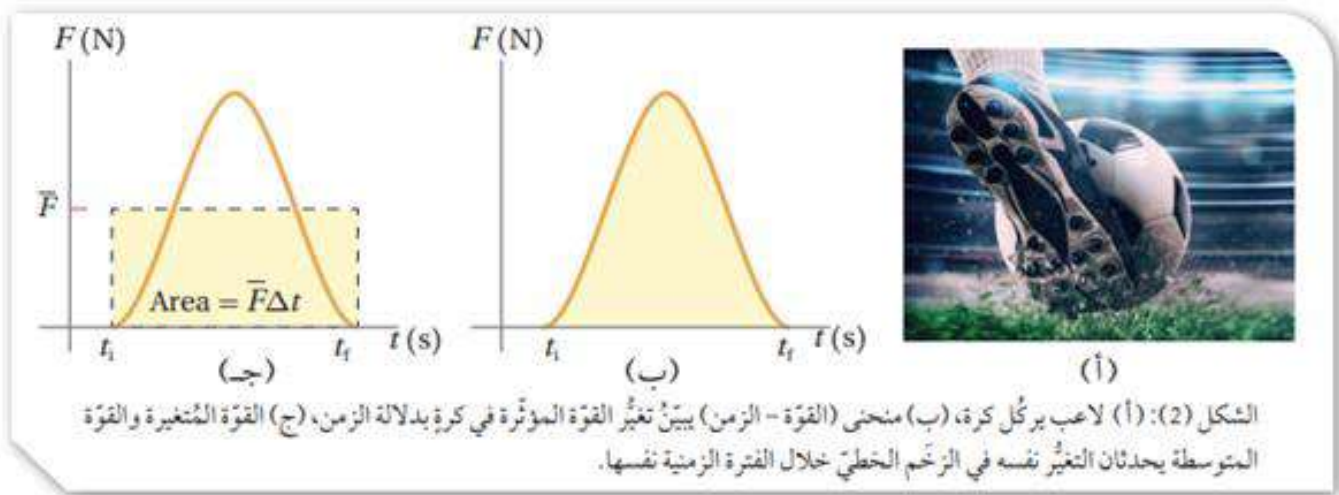 F (N)
F (N)
F̅
Area = F̅Δt
tᵢ
t_f
t (s)
tᵢ
t_f
t (s)
(جـ)
(ب)
(أ)
الشكل (2): (أ) لاعب يركُل كرة، (ب) منحنى (القوّة – الزمن) يبيّنُ تغيُّر القوّة المؤثّرة في كرةٍ بدلالة الزمن، (ج) القوّة المُتغيرة والقوّة
المتوسطة يحدثان التغيُّر نفسه في الزخَم الخطيّ خلال الفترة الزمنية نفسها.